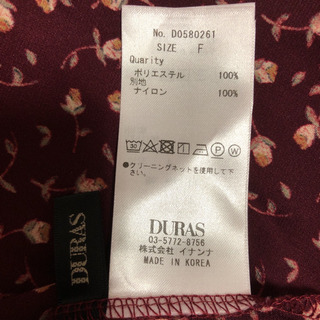 No. D0580261
SIZE F
Quarity
ポリエステル 100%
別地
ナイロン 100%
●クリーニングネットを使用して下
さい。
DURAS
03-5772-8756
株式会社 イナンナ
MADE IN KOREA
DURAS